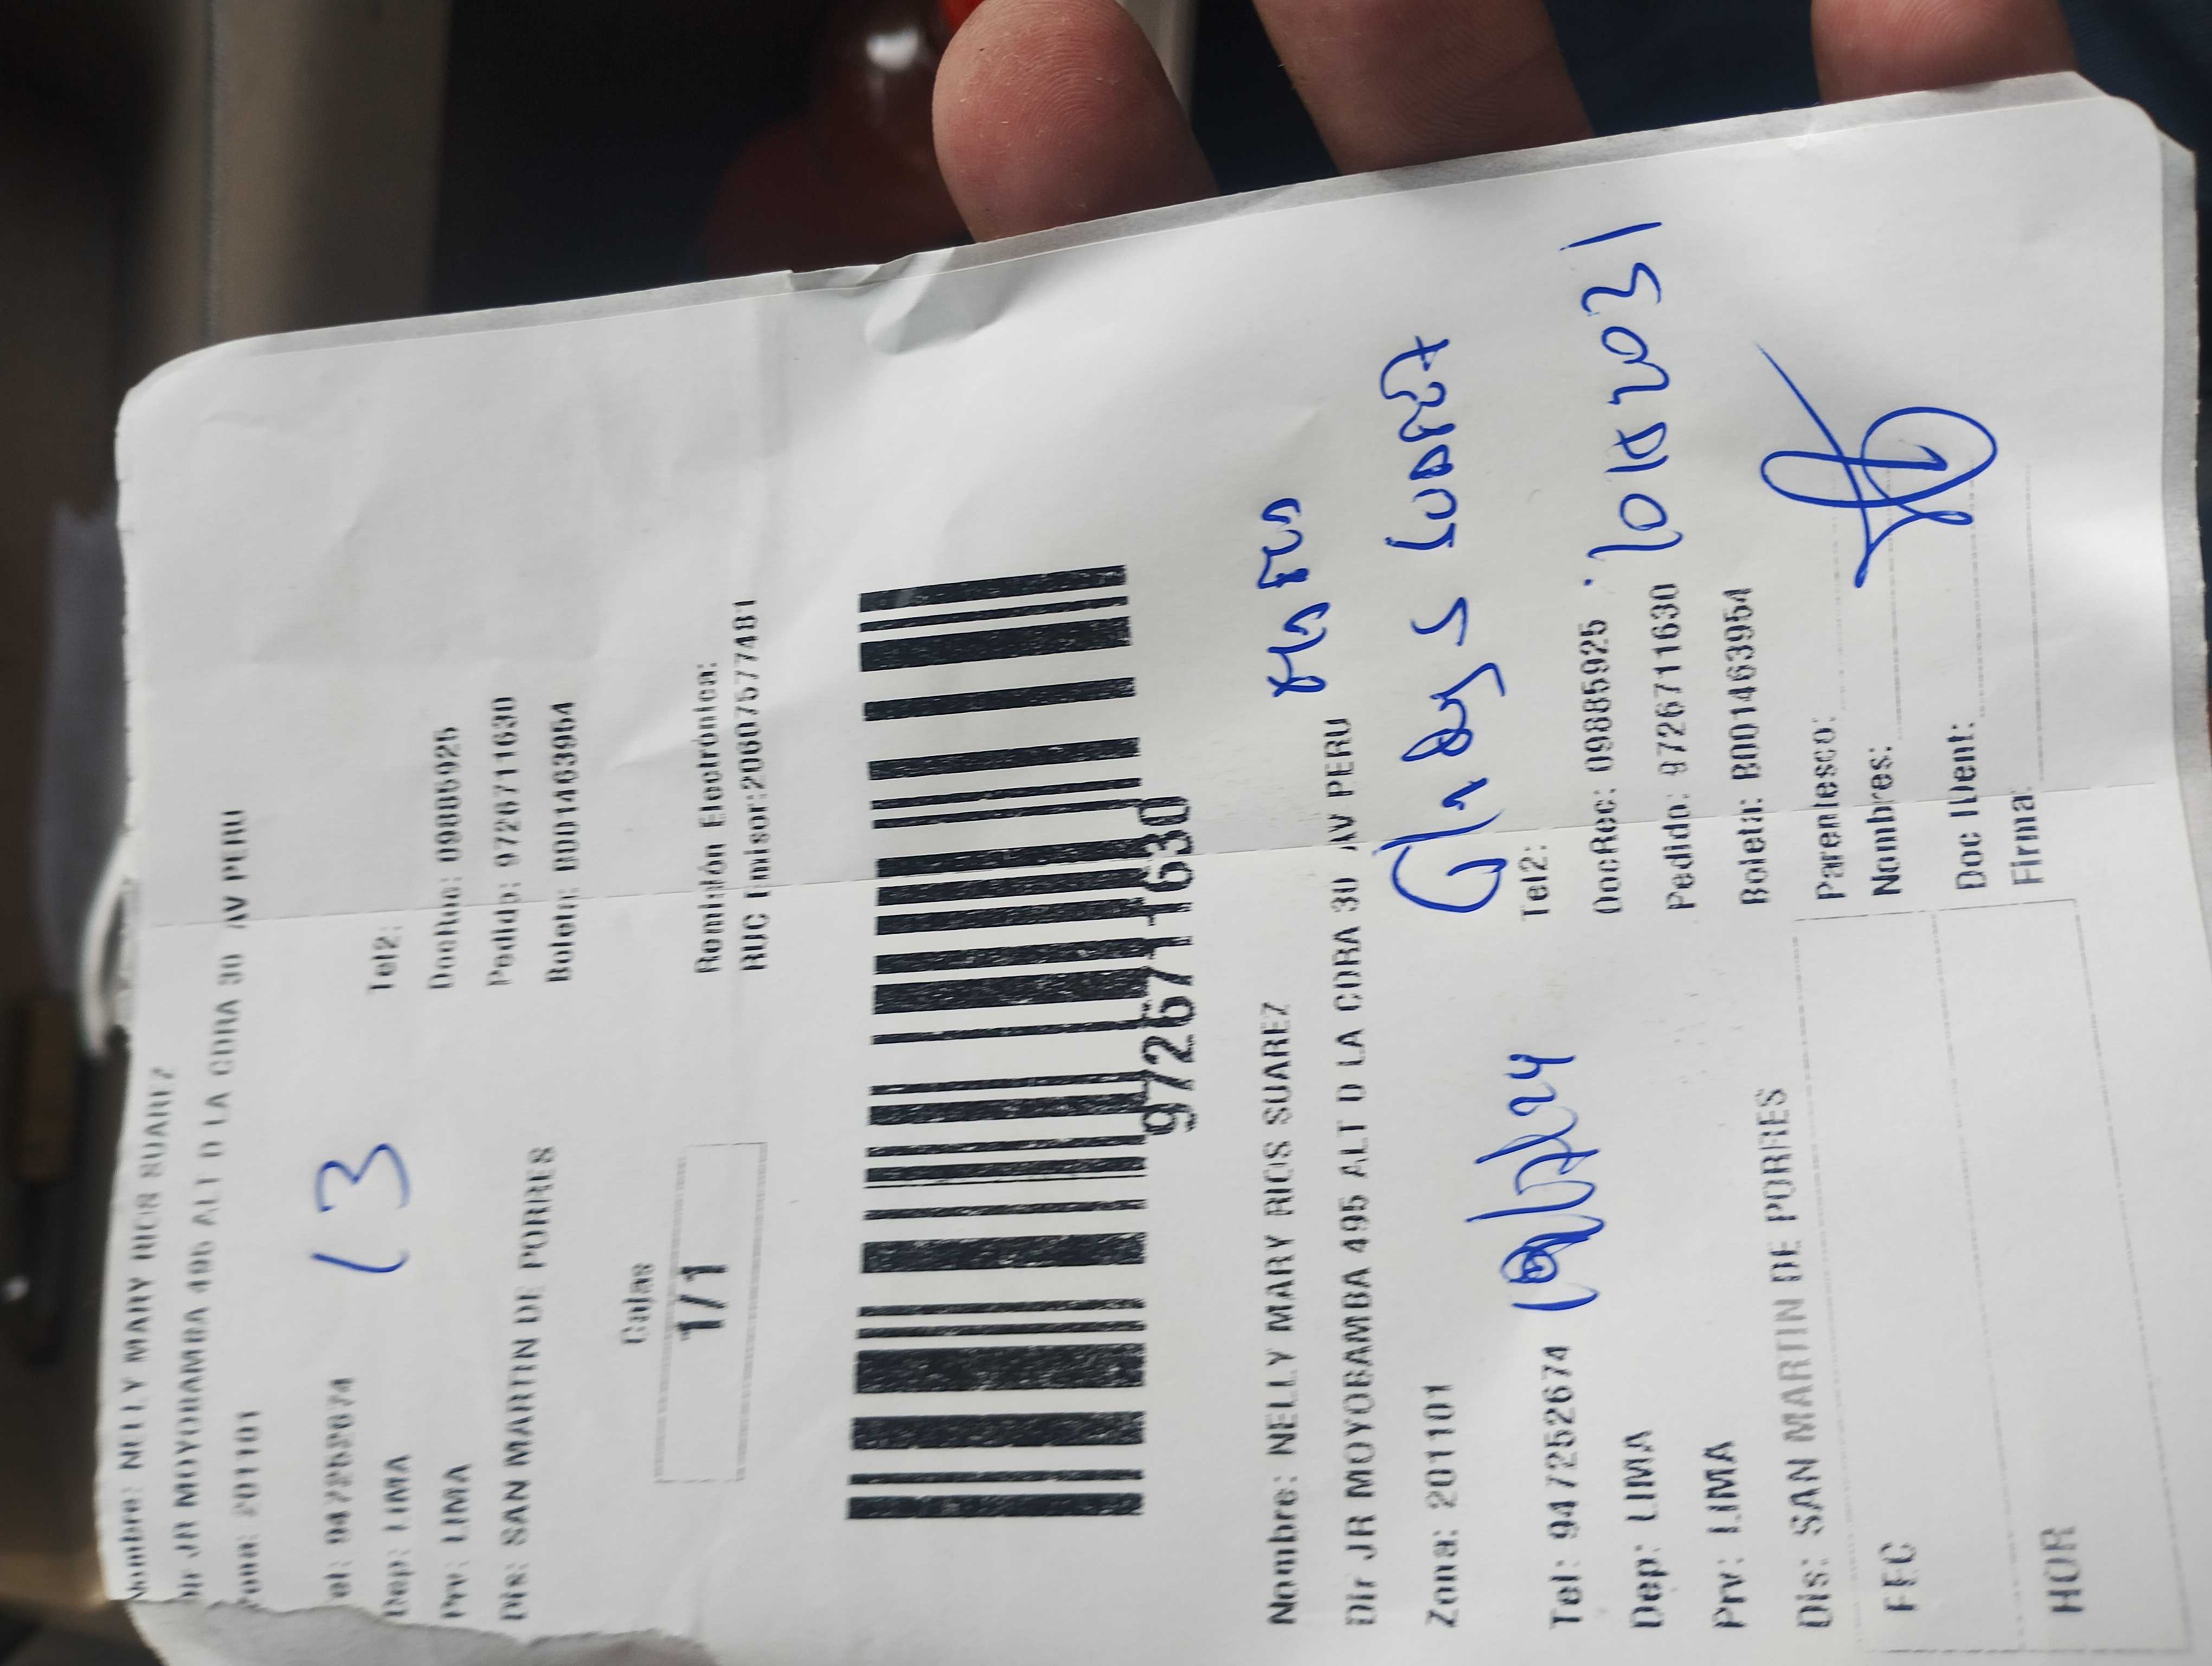 Nombre: NELLY MARY RIOS SUAREZ
Dir JR MOYOBAMBA 495 ALT D LA CDRA 30 AV PERU
Zona: 201101
Tel: 947252674
13
Tel2:
Dep: LIMA
DocRec: 09885925
Prv: LIMA
Pedido: 9726711630
Dis: SAN MARTIN DE PORRES
Boleta: B001463954
Cajas
1/1
Remisión Electrónica:
RUC Emisor:20607577481
9726711630
Nombre: NELLY MARY RIOS SUAREZ
Dir JR MOYOBAMBA 495 ALT D LA CDRA 30 AV PERU
Zona: 201101
Tel: 947252674
Tel2:
Dep: LIMA
DocRec: 09885925
Prv: LIMA
Pedido: 9726711630
Dis: SAN MARTIN DE PORRES
Boleta: B001463954
FEC
Parentesco:
Nombres:
HOR
Doc IDent:
Firma: